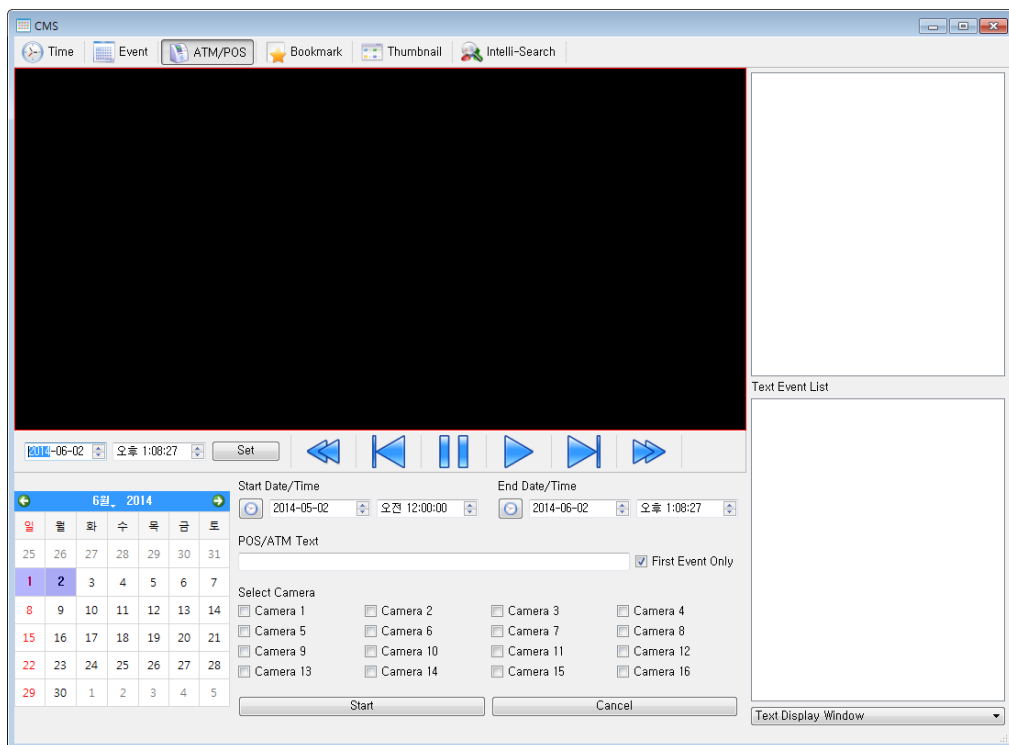 CMS
Time Event ATM/POS Bookmark Thumbnail Intelli-Search
Text Event List
2014-06-02 오후 1:08:27 Set
6월, 2014
일 월 화 수 목 금 토
25 26 27 28 29 30 31
1 2 3 4 5 6 7
8 9 10 11 12 13 14
15 16 17 18 19 20 21
22 23 24 25 26 27 28
29 30 1 2 3 4 5
Start Date/Time End Date/Time
2014-05-02 오전 12:00:00 2014-06-02 오후 1:08:27
POS/ATM Text
First Event Only
Select Camera
Camera 1 Camera 2 Camera 3 Camera 4
Camera 5 Camera 6 Camera 7 Camera 8
Camera 9 Camera 10 Camera 11 Camera 12
Camera 13 Camera 14 Camera 15 Camera 16
Start Cancel
Text Display Window